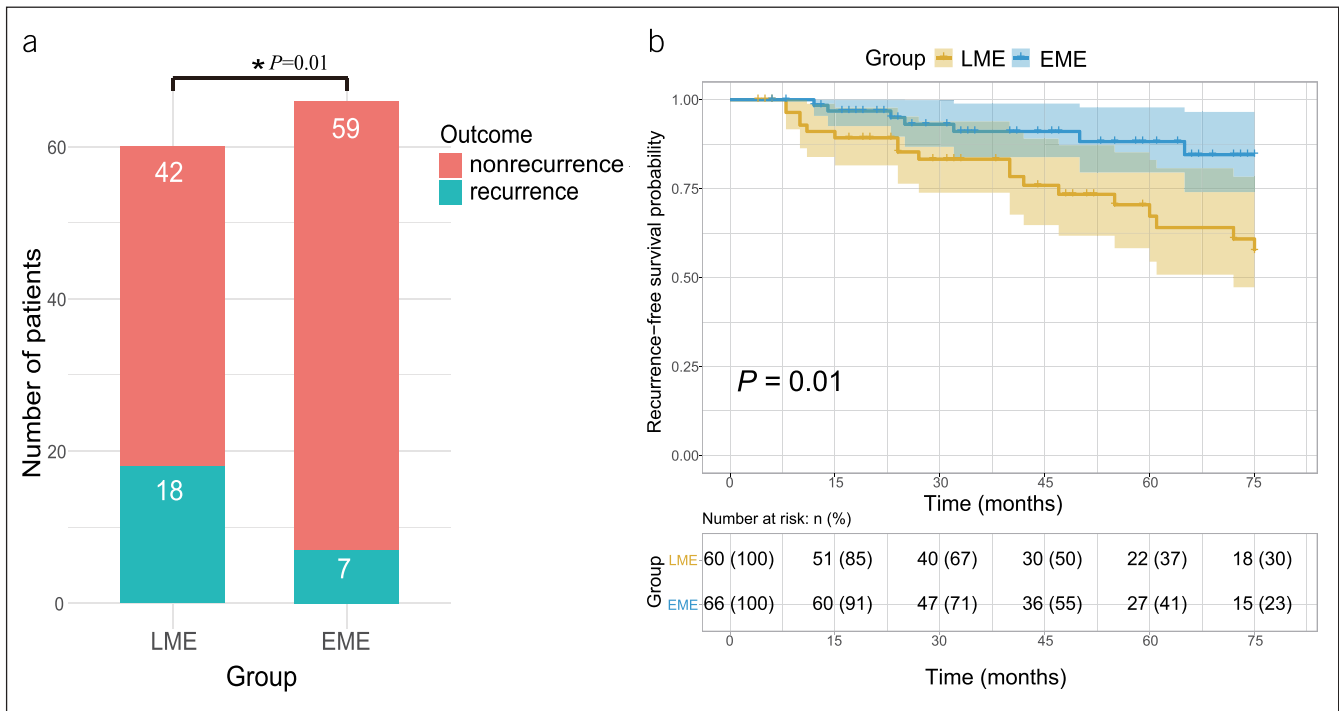 a
* P=0.01
Number of patients
60
40
20
0
42
18
59
7
LME
EME
Group
Outcome
nonrecurrence
recurrence
b
Group LME EME
Recurrence−free survival probability
1.00
0.75
0.50
0.25
0.00
P = 0.01
0 15 30 45 60 75
Time (months)
Number at risk: n (%)
Group
LME 60 (100) 51 (85) 40 (67) 30 (50) 22 (37) 18 (30)
EME 66 (100) 60 (91) 47 (71) 36 (55) 27 (41) 15 (23)
0 15 30 45 60 75
Time (months)